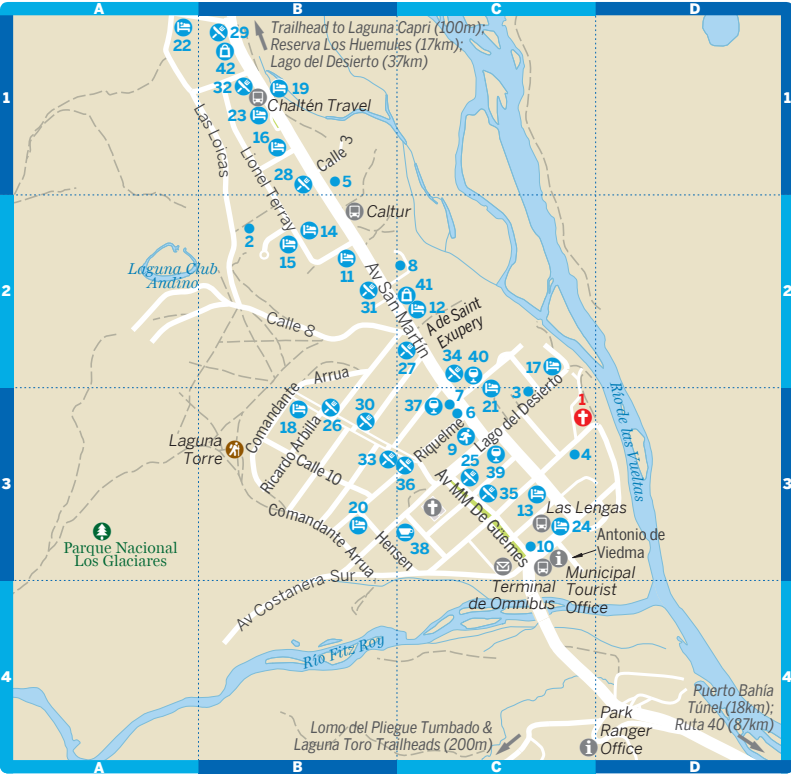 A B C D
22
29
42
Trailhead to Laguna Capri (100m);
Reserva Los Huemules (17km);
Lago del Desierto (37km)
1
1
32
19
Chaltén Travel
23
16
Las Loicas
Lionel Terray
Calle 3
28
5
Caltur
2
14
15
11
8
Laguna Club
Andino
2
2
31
41
12
Av San Martín
A de Saint
Exupery
Calle 8
27
34
40
17
Arrua
Comandante
30
37
7
6
21
3
Lago del Desierto
1
Río de las Vueltas
18
26
Ricardo Arbilla
Laguna
Torre
Riquelme
9
4
Calle 10
33
36
25
39
3
3
Av MM De Güemes
35
13
Las Lengas
20
24
Comandante Arrua
Hensen
38
10
Antonio de
Viedma
Parque Nacional
Los Glaciares
Municipal
Tourist
Office
Terminal
de Omnibus
Av Costanera Sur
Río Fitz Roy
4
4
Puerto Bahía
Túnel (18km);
Ruta 40 (87km)
Park
Ranger
Office
Lomo del Pliegue Tumbado &
Laguna Toro Trailheads (200m)
A B C D